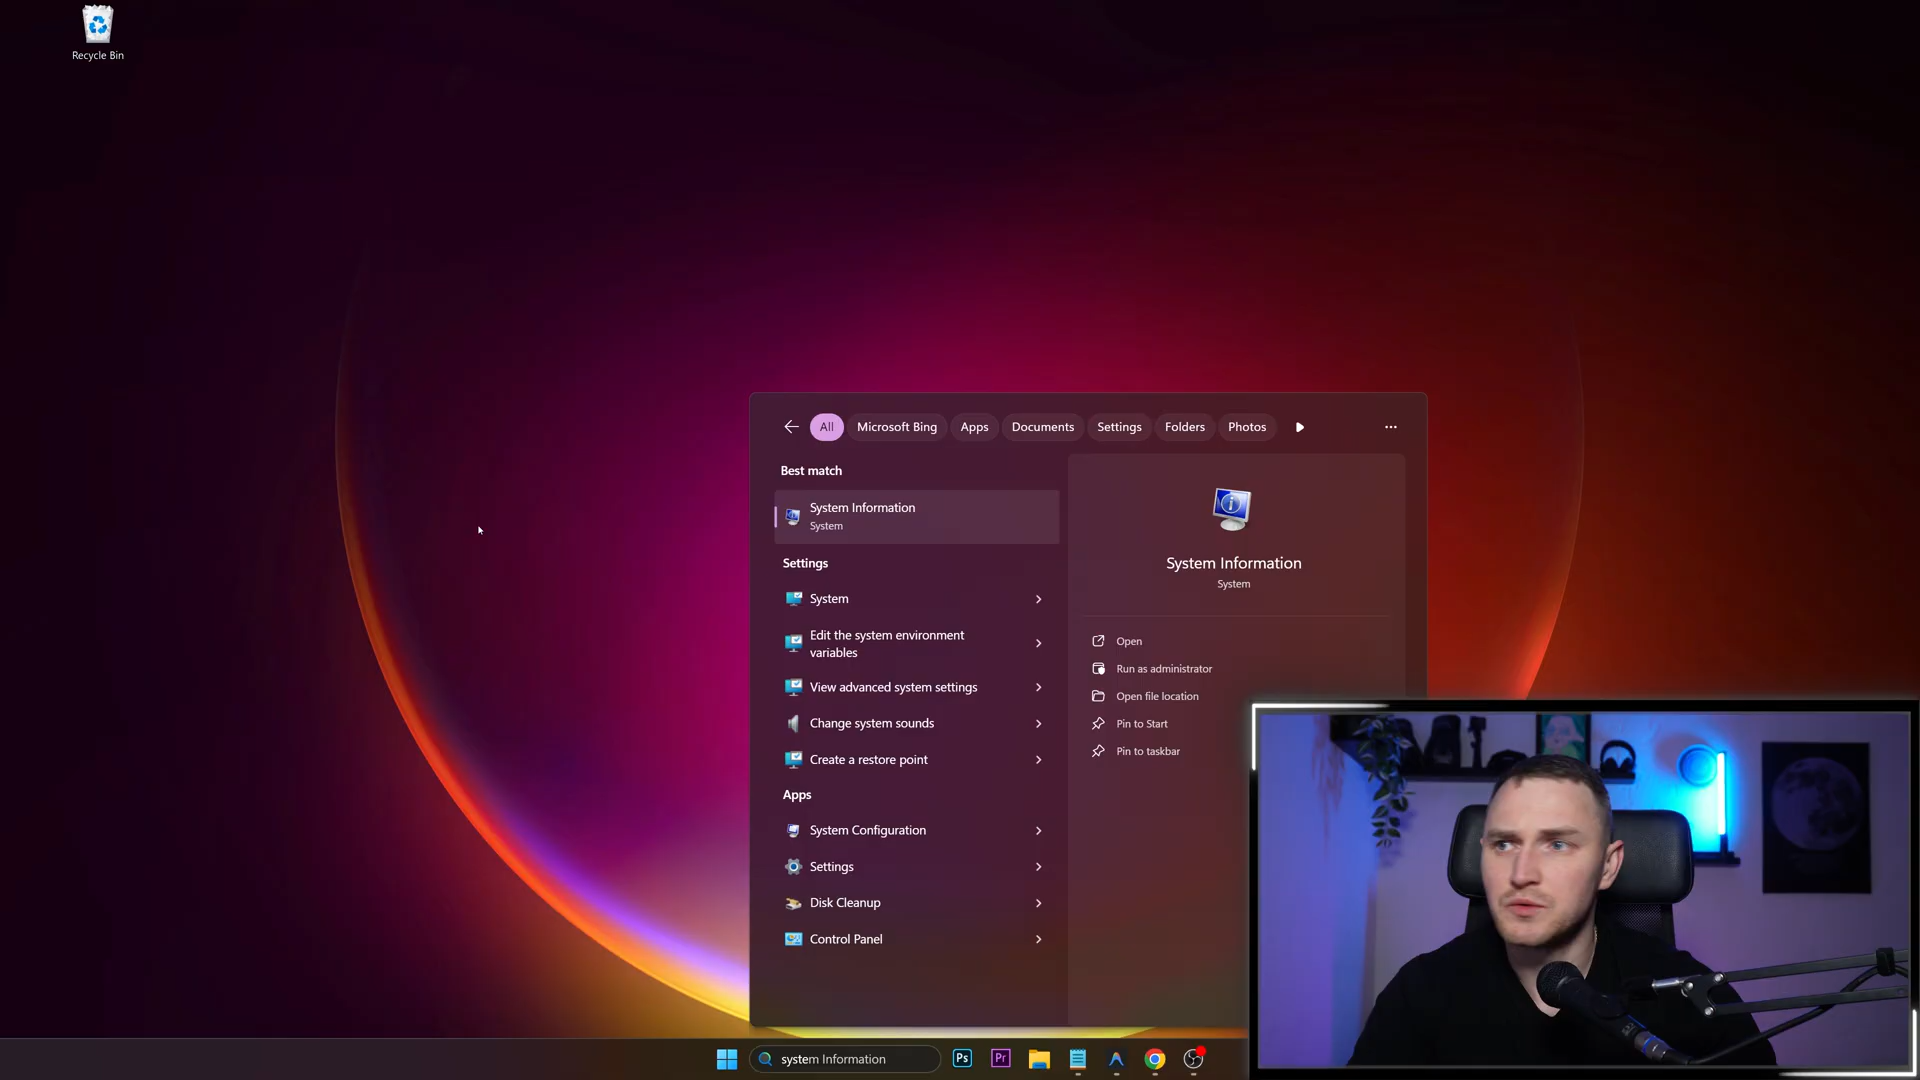 Recycle Bin
All
Microsoft Bing
Apps
Documents
Settings
Folders
Photos
Best match
System Information
System
Settings
System
Edit the system environment
variables
View advanced system settings
Change system sounds
Create a restore point
Apps
System Configuration
Settings
Disk Cleanup
Control Panel
System Information
System
Open
Run as administrator
Open file location
Pin to Start
Pin to taskbar
system Information
Ps
Pr